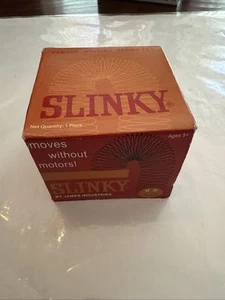 SLINKY®
Net Quantity: 1 Piece
Ages 5+
moves
without
motors!
SLINKY
BY JAMES INDUSTRIES